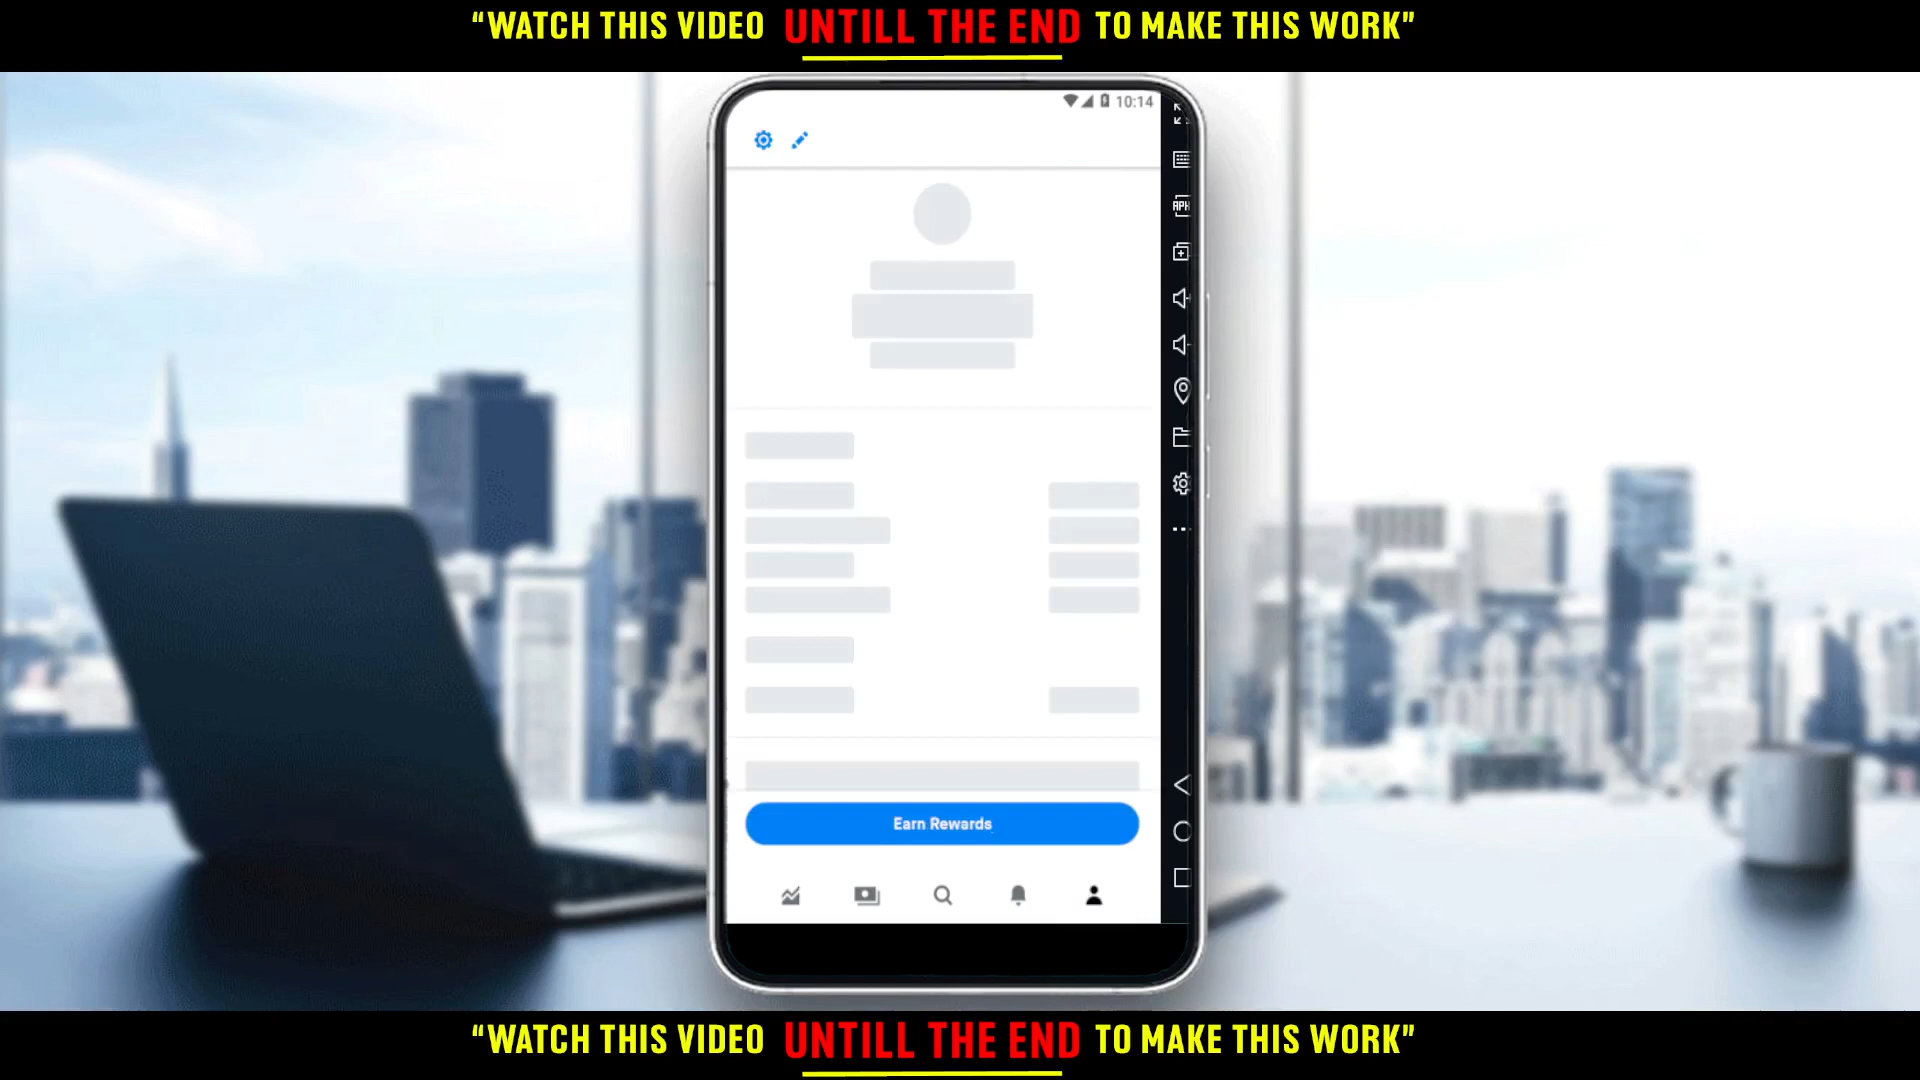 “WATCH THIS VIDEO UNTILL THE END TO MAKE THIS WORK”
10:14
APK
Earn Rewards
“WATCH THIS VIDEO UNTILL THE END TO MAKE THIS WORK”